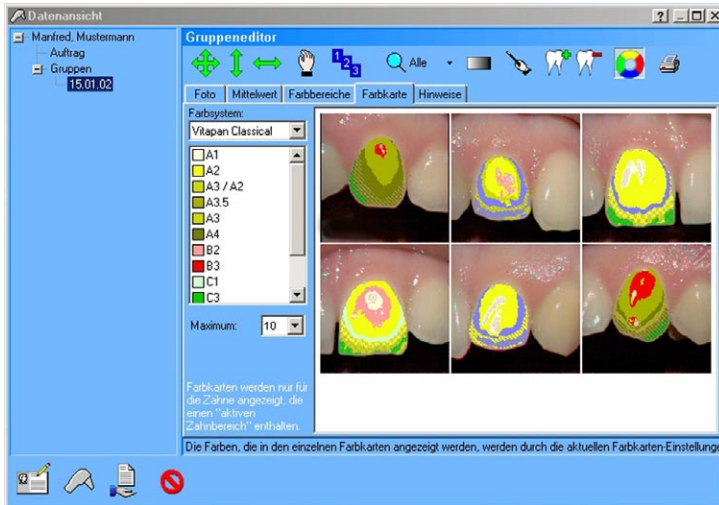 Datenansicht
Manfred, Mustermann
Auftrag
Gruppen
15.01.02
Gruppeneditor
1 2 3
Alle
Foto
Mittelwert
Farbbereiche
Farbkarte
Hinweise
Farbsystem:
Vitapan Classical
A1
A2
A3 / A2
A3.5
A3
A4
B2
B3
C1
C3
Maximum:
10
Farbkarten werden nur für
die Zähne angezeigt, die
einen "aktiven
Zahnbereich" enthalten.
Die Farben, die in den einzelnen Farbkarten angezeigt werden, werden durch die aktuellen Farbkarten-Einstellunge